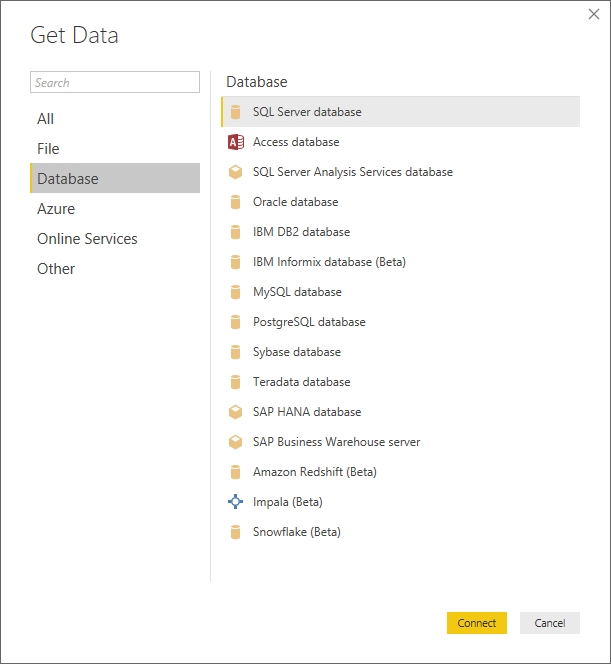 Get Data
Search
All
File
Database
Azure
Online Services
Other
Database
SQL Server database
Access database
SQL Server Analysis Services database
Oracle database
IBM DB2 database
IBM Informix database (Beta)
MySQL database
PostgreSQL database
Sybase database
Teradata database
SAP HANA database
SAP Business Warehouse server
Amazon Redshift (Beta)
Impala (Beta)
Snowflake (Beta)
Connect
Cancel